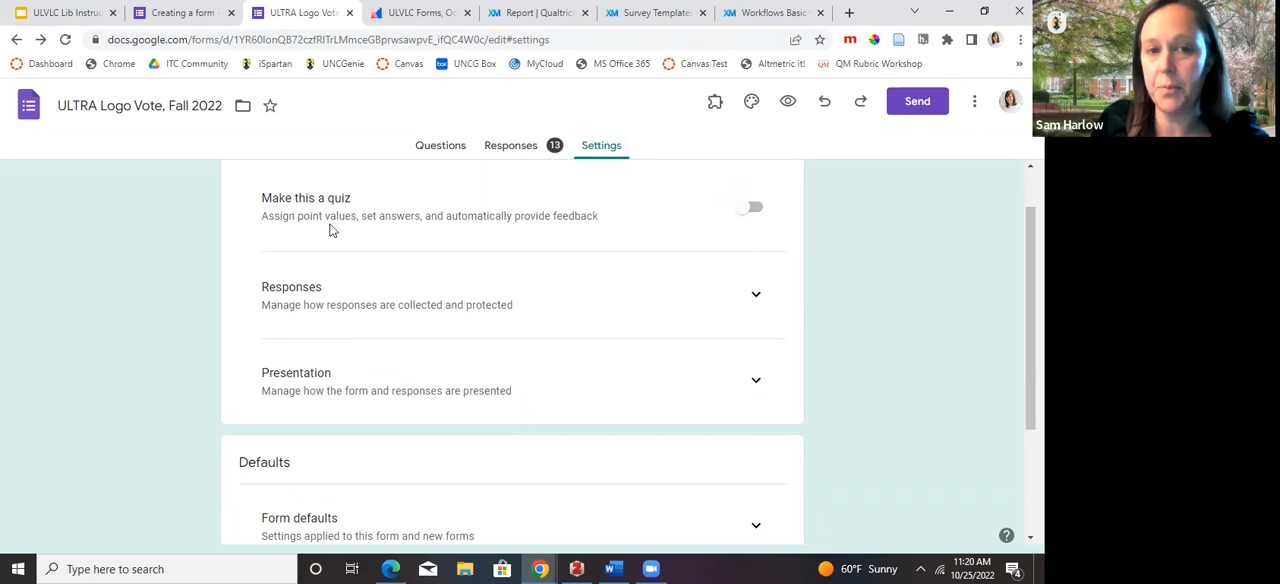 ULVLC Lib Instruc
Creating a form -
ULTRA Logo Vote, F
ULVLC Forms, Oc
Report | Qualtric
Survey Templates
Workflows Basic
docs.google.com/forms/d/1YR60IonQB72czfRlTrLMmceGBprwsawpvE_ifQC4W0c/edit#settings
Dashboard
Chrome
ITC Community
iSpartan
UNCGenie
Canvas
UNCG Box
MyCloud
MS Office 365
Canvas Test
Altmetric it!
QM Rubric Workshop
»
Sam Harlow
ULTRA Logo Vote, Fall 2022
Send
Questions
Responses 13
Settings
Make this a quiz
Assign point values, set answers, and automatically provide feedback
Responses
Manage how responses are collected and protected
Presentation
Manage how the form and responses are presented
Defaults
Form defaults
Settings applied to this form and new forms
Type here to search
60°F Sunny
11:20 AM
10/25/2022
4